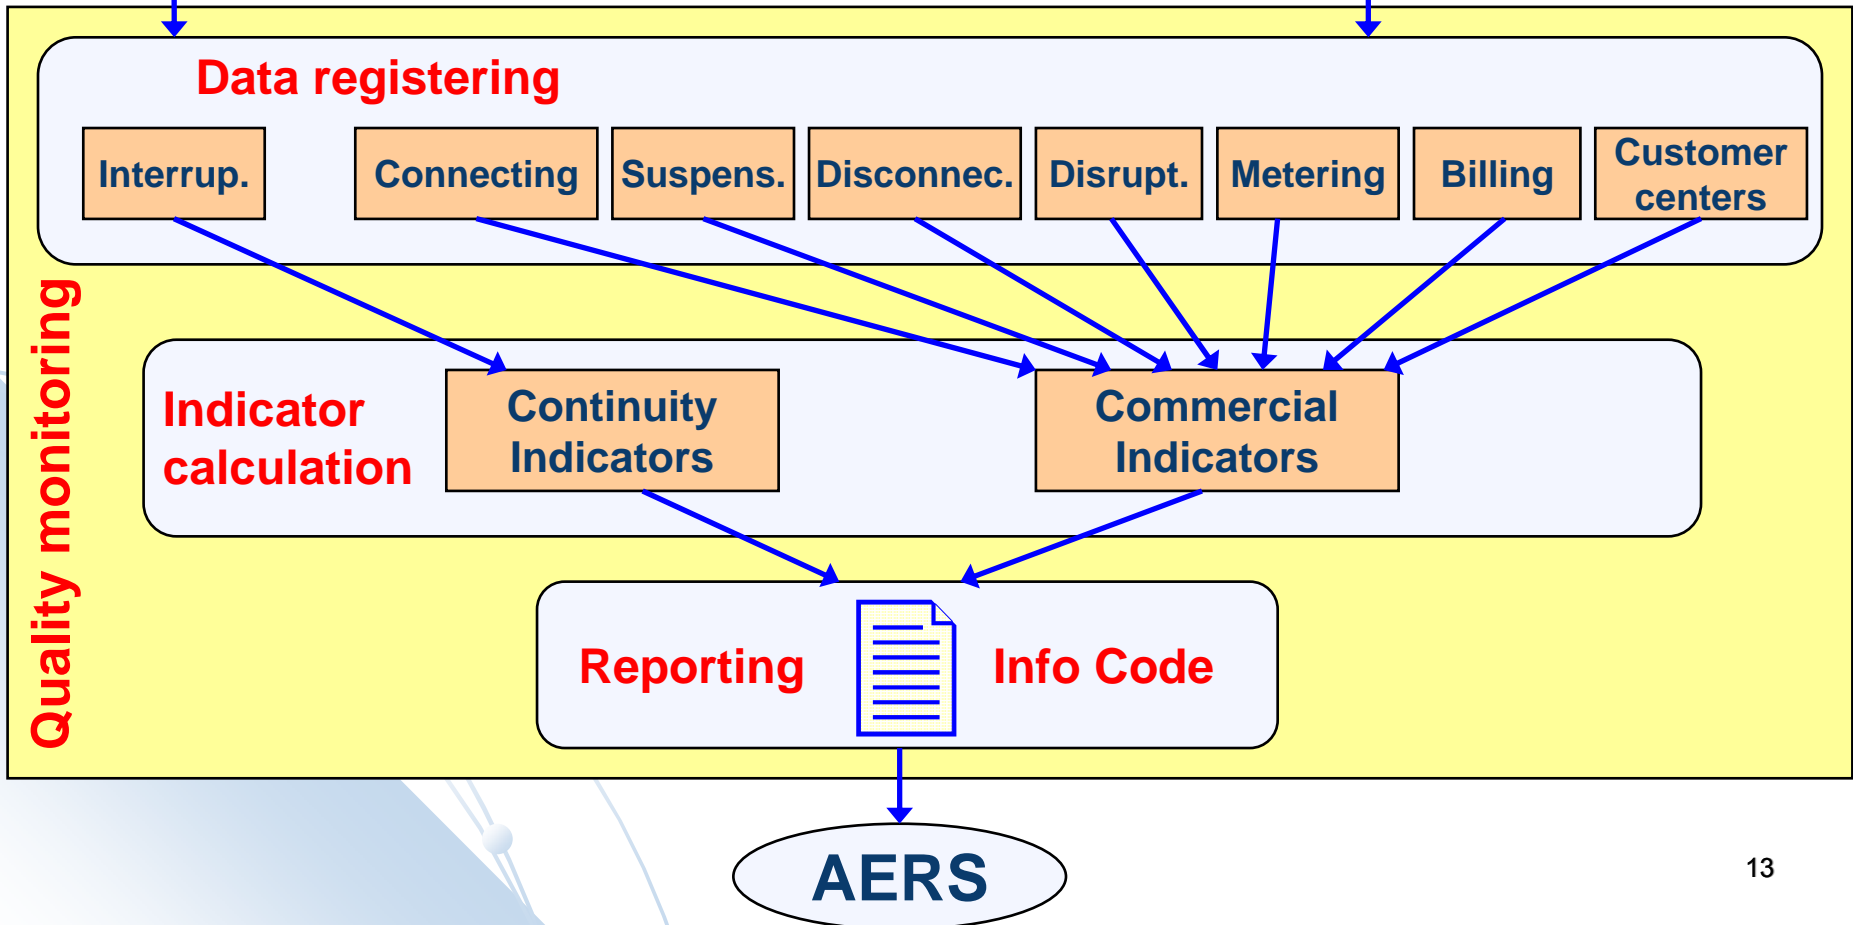 Data registering
Interrup.
Connecting
Suspens.
Disconnec.
Disrupt.
Metering
Billing
Customer
centers
Quality monitoring
Indicator
calculation
Continuity
Indicators
Commercial
Indicators
Reporting
Info Code
AERS
13